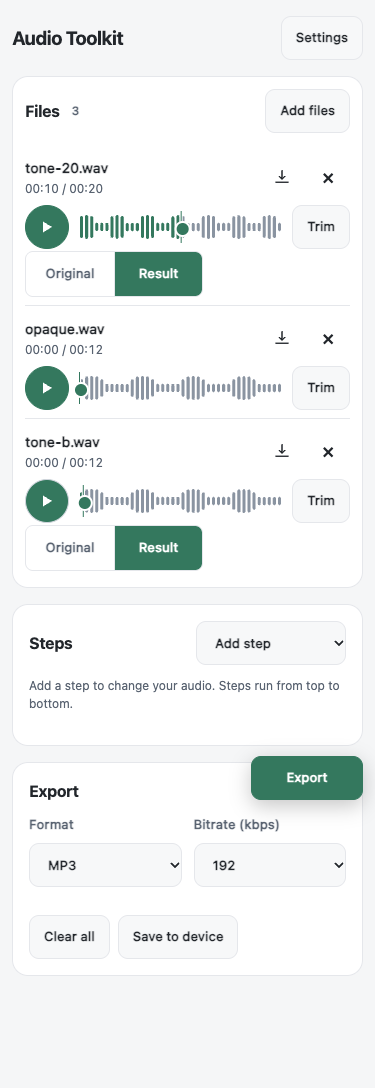 Audio Toolkit
Settings
Files 3
Add files
tone-20.wav
00:10 / 00:20
Trim
Original
Result
opaque.wav
00:00 / 00:12
Trim
tone-b.wav
00:00 / 00:12
Trim
Original
Result
Steps
Add step
Add a step to change your audio. Steps run from top to
bottom.
Export
Export
Format
Bitrate (kbps)
MP3
192
Clear all
Save to device